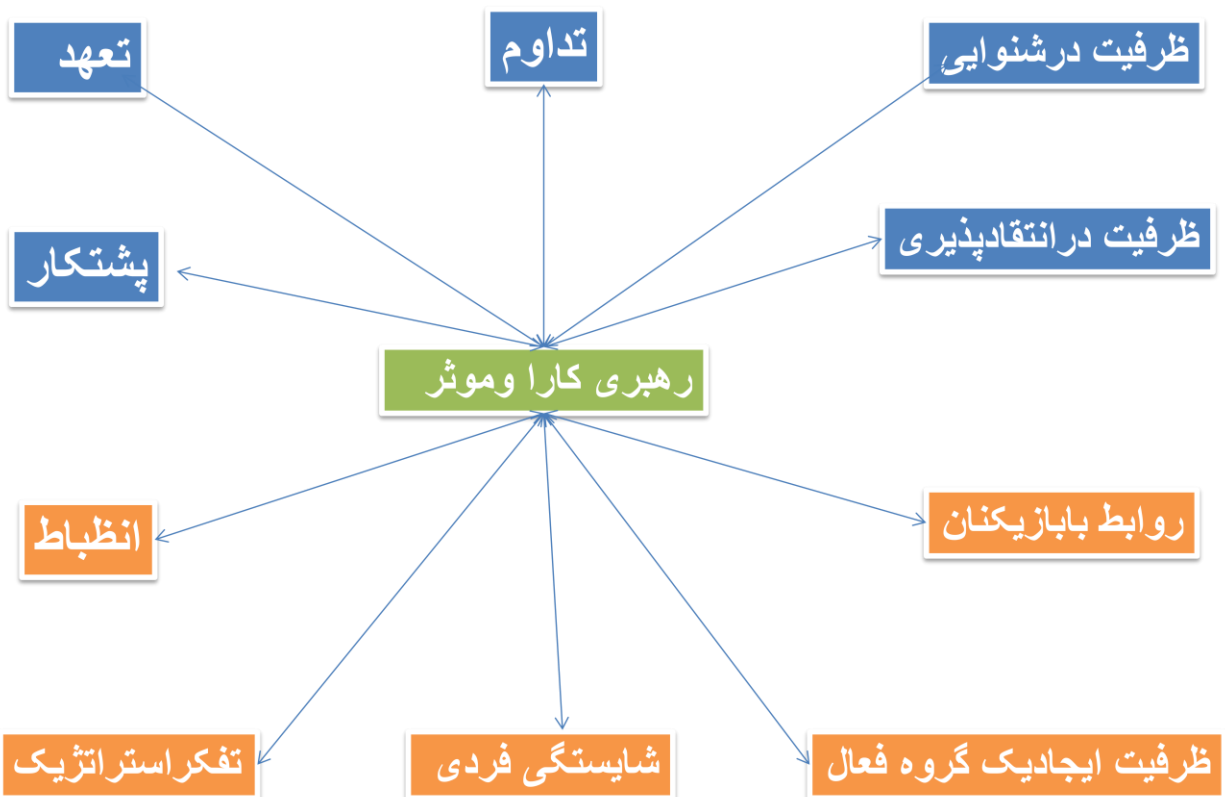 ظرفیت درشنوایی
تداوم
تعهد
ظرفیت درانتقادپذیری
پشتکار
رهبری کارا وموثر
روابط بابازیکنان
انظباط
ظرفیت ایجادیک گروه فعال
شایستگی فردی
تفکراستراتژیک